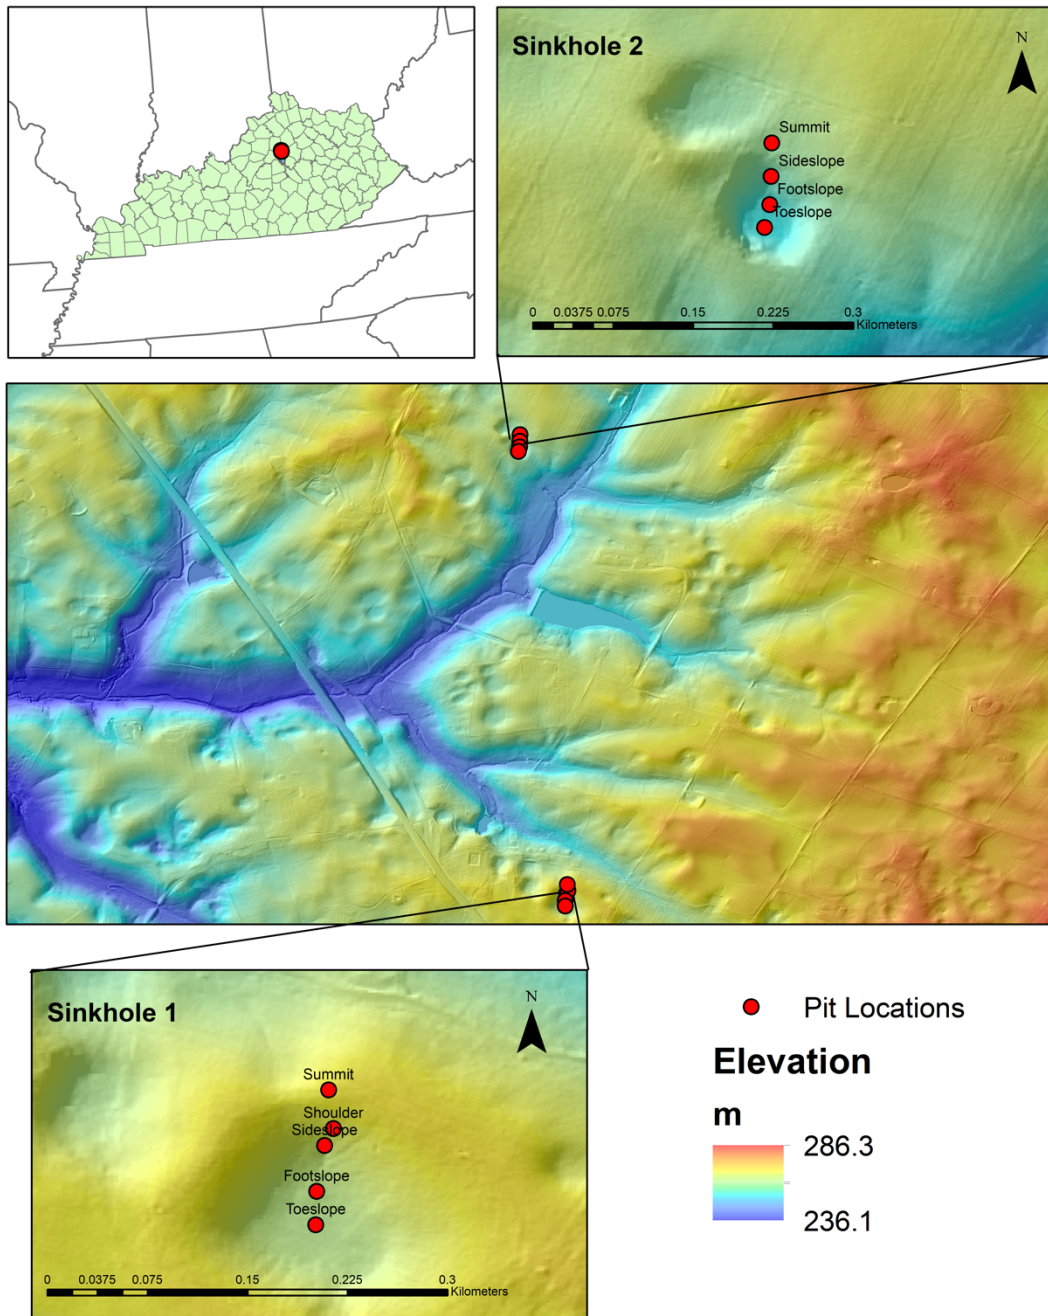 Sinkhole 2
N
Summit
Sideslope
Footslope
Toeslope
0 0.0375 0.075 0.15 0.225 0.3
Kilometers
Sinkhole 1
N
Summit
Shoulder
Sideslope
Footslope
Toeslope
0 0.0375 0.075 0.15 0.225 0.3
Kilometers
Pit Locations
Elevation
m
286.3
236.1